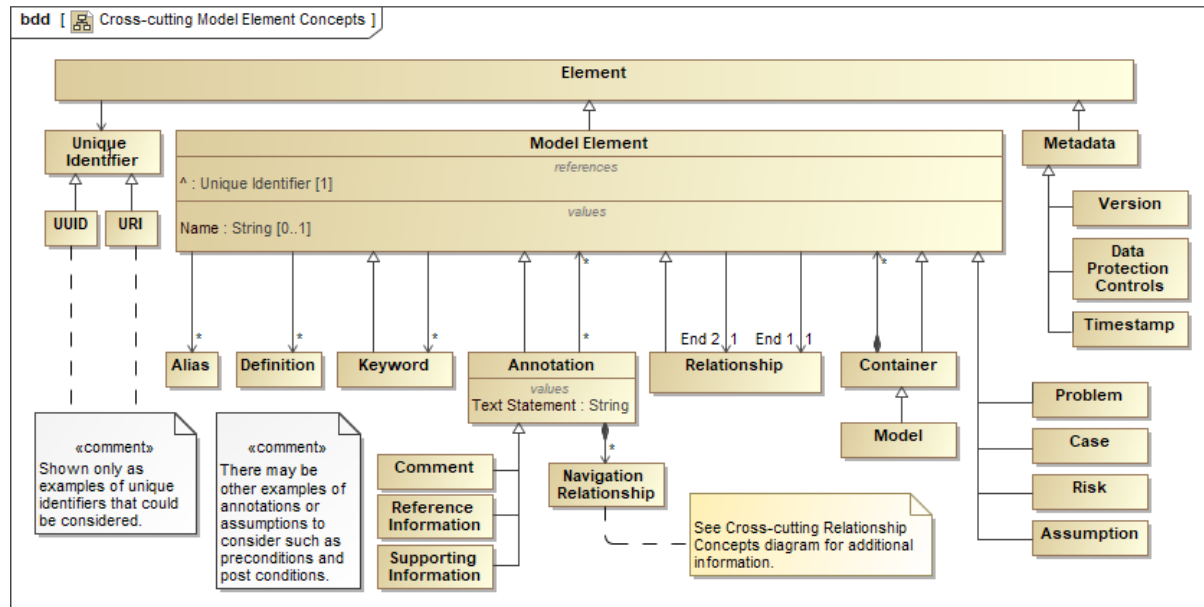 bdd [ Cross-cutting Model Element Concepts ]
Element
Unique
Identifier
Model Element
references
^ : Unique Identifier [1]
values
Name : String [0..1]
Metadata
UUID
URI
Version
Data
Protection
Controls
Timestamp
* * * * * End 2 1 End 1 1 *
*
Alias
Definition
Keyword
Annotation
values
Text Statement : String
Relationship
Container
Model
Problem
Case
Risk
Assumption
«comment»
Shown only as
examples of unique
identifiers that could
be considered.
«comment»
There may be
other examples of
annotations or
assumptions to
consider such as
preconditions and
post conditions.
Comment
Reference
Information
Supporting
Information
*
Navigation
Relationship
See Cross-cutting Relationship
Concepts diagram for additional
information.